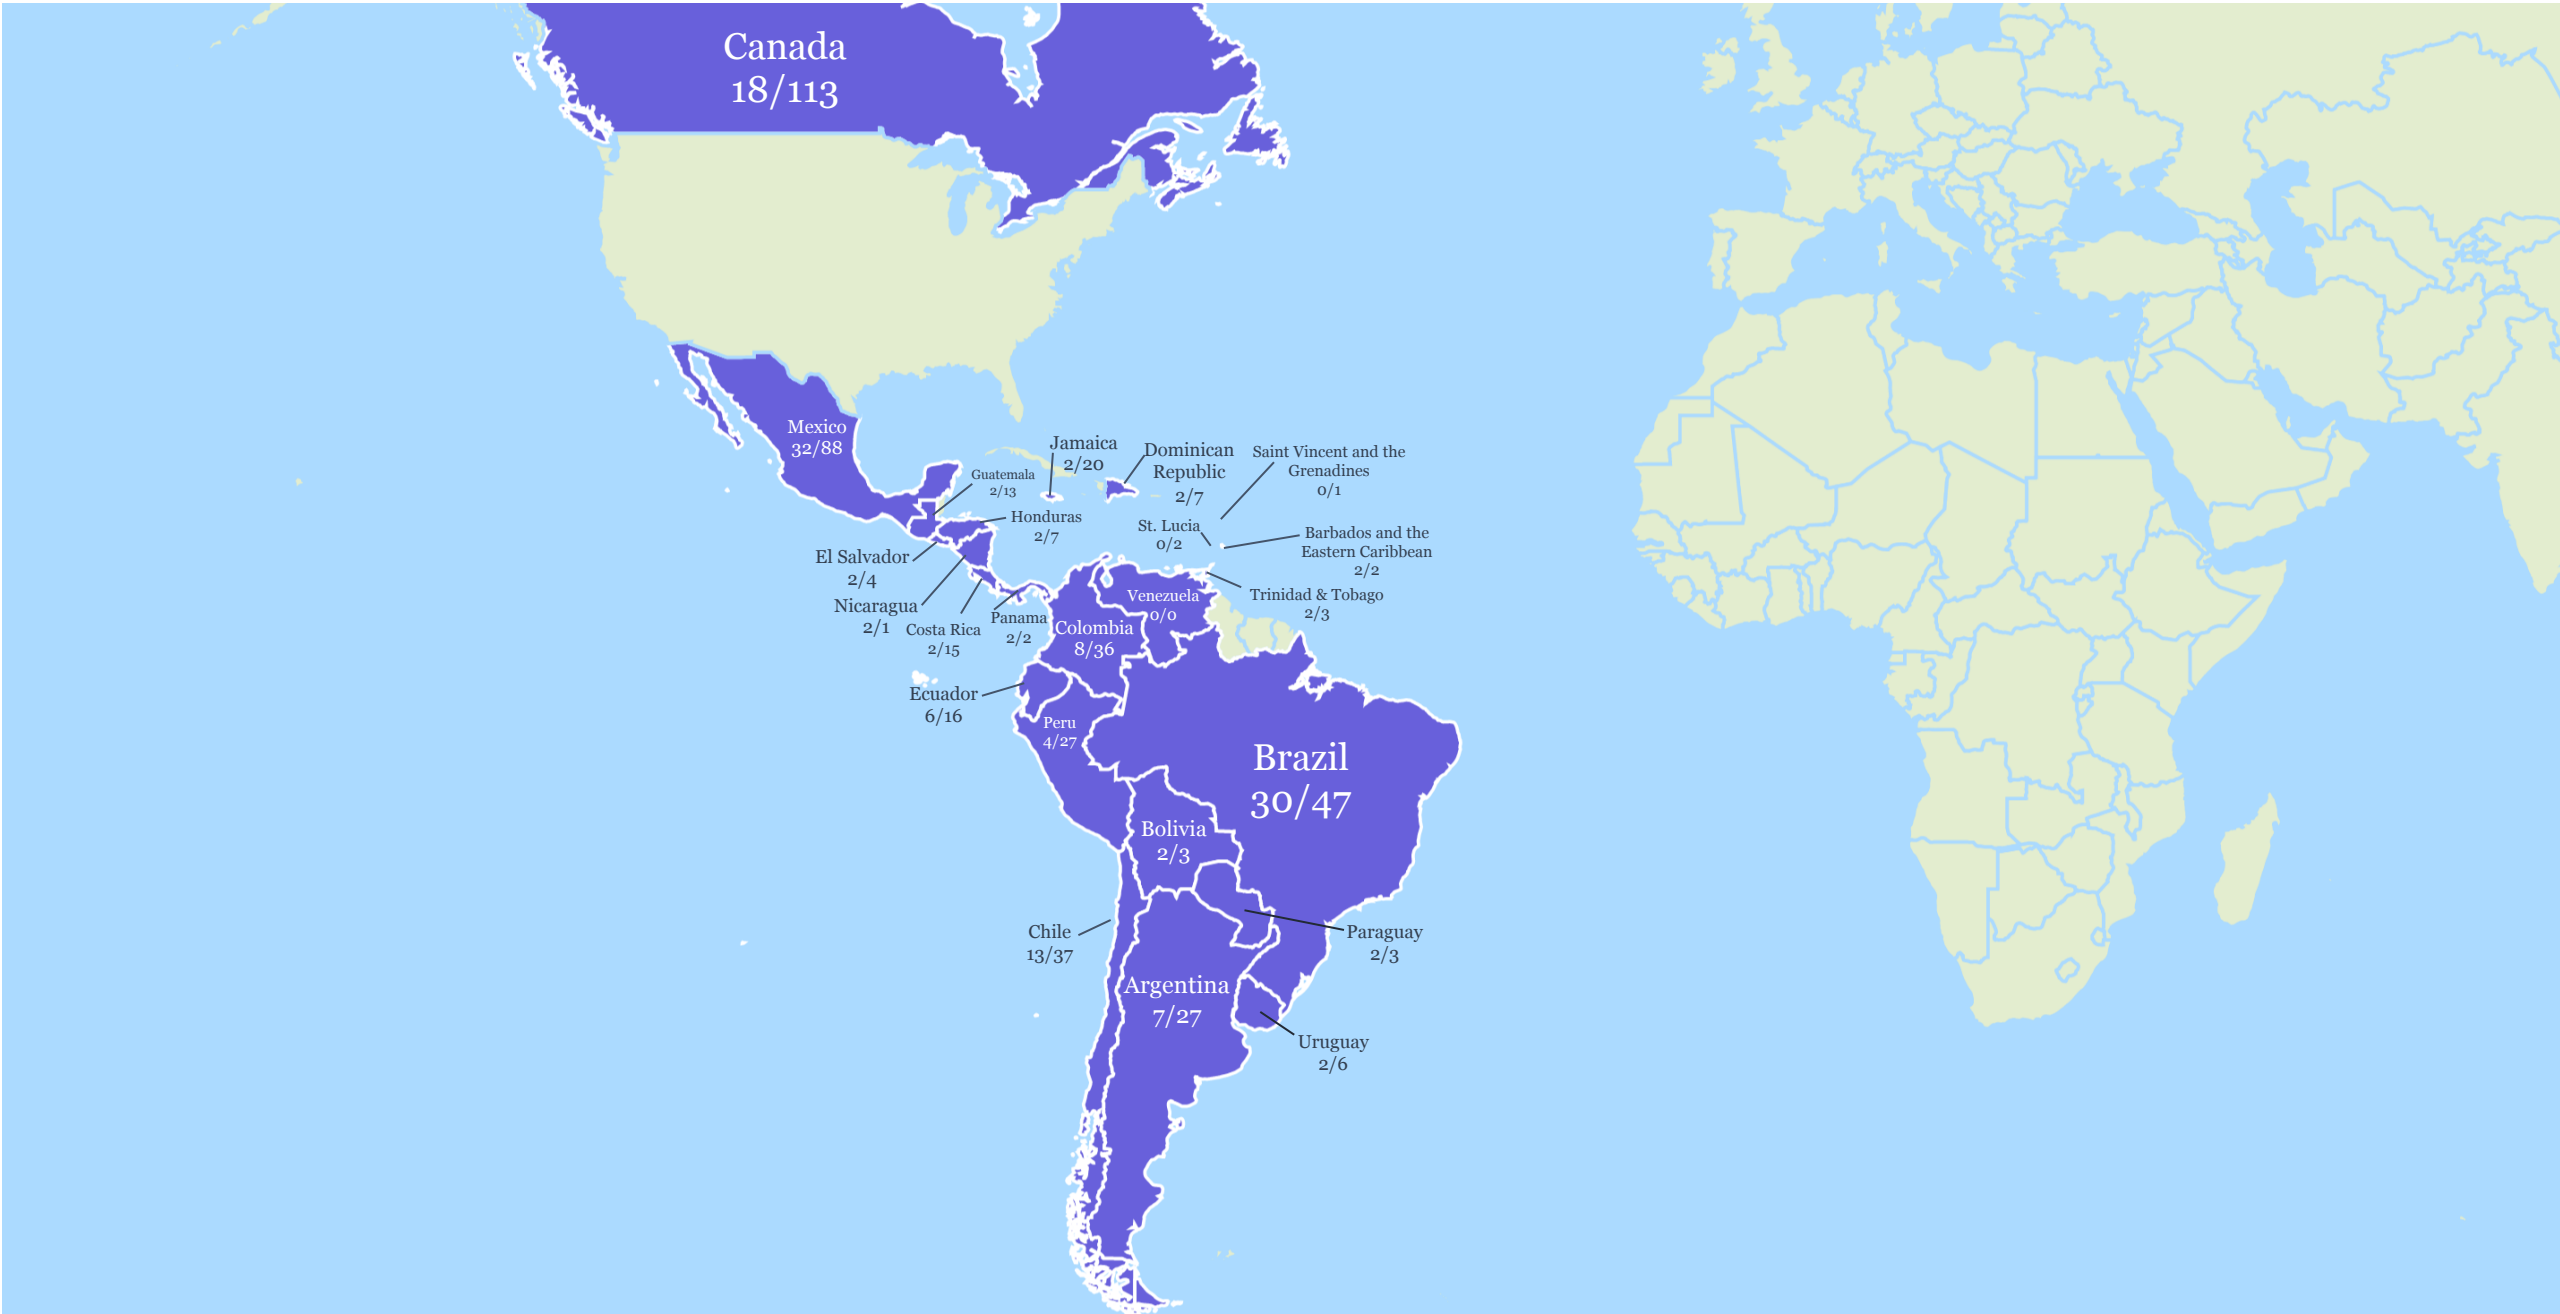 Canada
18/113
Mexico
32/88
Jamaica
2/20
Dominican
Republic
2/7
Saint Vincent and the
Grenadines
0/1
Guatemala
2/13
Honduras
2/7
St. Lucia
0/2
Barbados and the
Eastern Caribbean
2/2
El Salvador
2/4
Nicaragua
2/1
Costa Rica
2/15
Panama
2/2
Trinidad & Tobago
2/3
Venezuela
0/0
Colombia
8/36
Ecuador
6/16
Peru
4/27
Brazil
30/47
Bolivia
2/3
Chile
13/37
Paraguay
2/3
Argentina
7/27
Uruguay
2/6